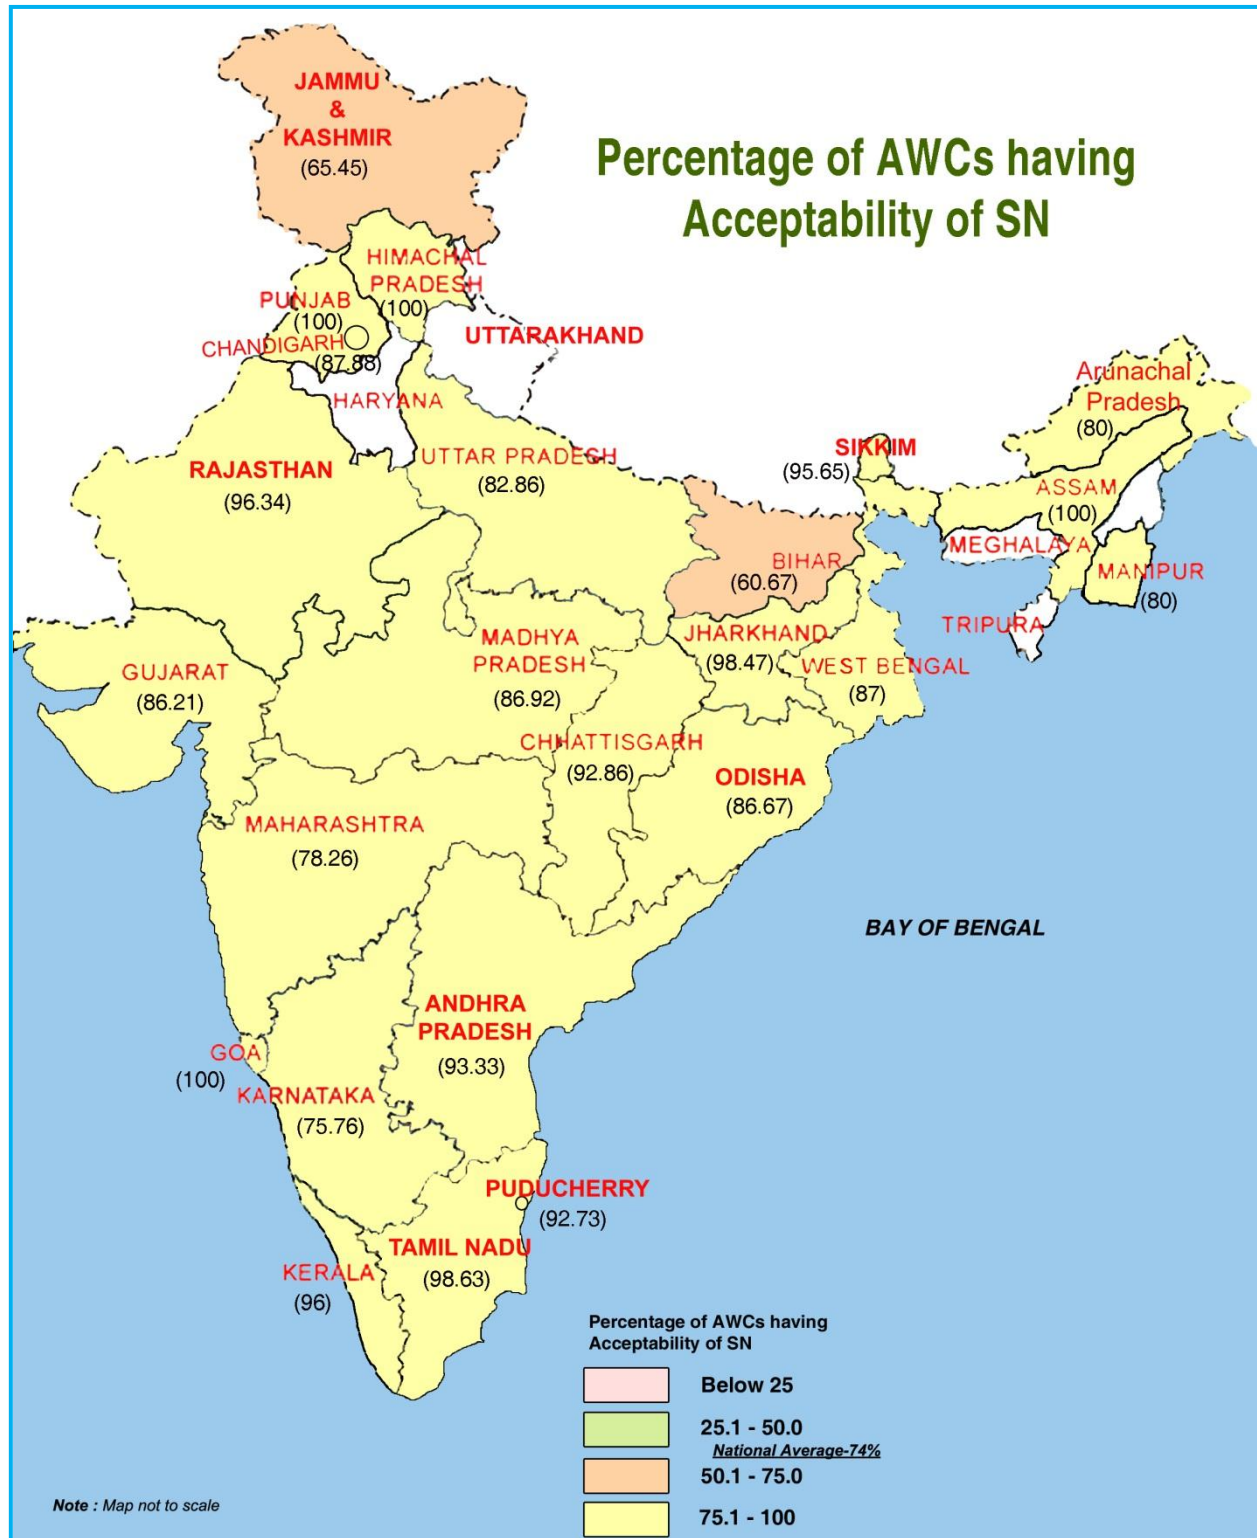 JAMMU
&
KASHMIR
(65.45)
Percentage of AWCs having
Acceptability of SN
HIMACHAL
PRADESH
(100)
PUNJAB
(100)
CHANDIGARH
(87.88)
UTTARAKHAND
HARYANA
Arunachal
Pradesh
(80)
RAJASTHAN
(96.34)
UTTAR PRADESH
(82.86)
SIKKIM
(95.65)
ASSAM
(100)
MEGHALAYA
MANIPUR
(80)
BIHAR
(60.67)
TRIPURA
JHARKHAND
(98.47)
WEST BENGAL
(87)
MADHYA
PRADESH
(86.92)
GUJARAT
(86.21)
CHHATTISGARH
(92.86)
ODISHA
(86.67)
MAHARASHTRA
(78.26)
BAY OF BENGAL
ANDHRA
PRADESH
(93.33)
GOA
(100)
KARNATAKA
(75.76)
PUDUCHERRY
(92.73)
TAMIL NADU
(98.63)
KERALA
(96)
Percentage of AWCs having
Acceptability of SN
Below 25
25.1 - 50.0
National Average-74%
50.1 - 75.0
75.1 - 100
Note : Map not to scale